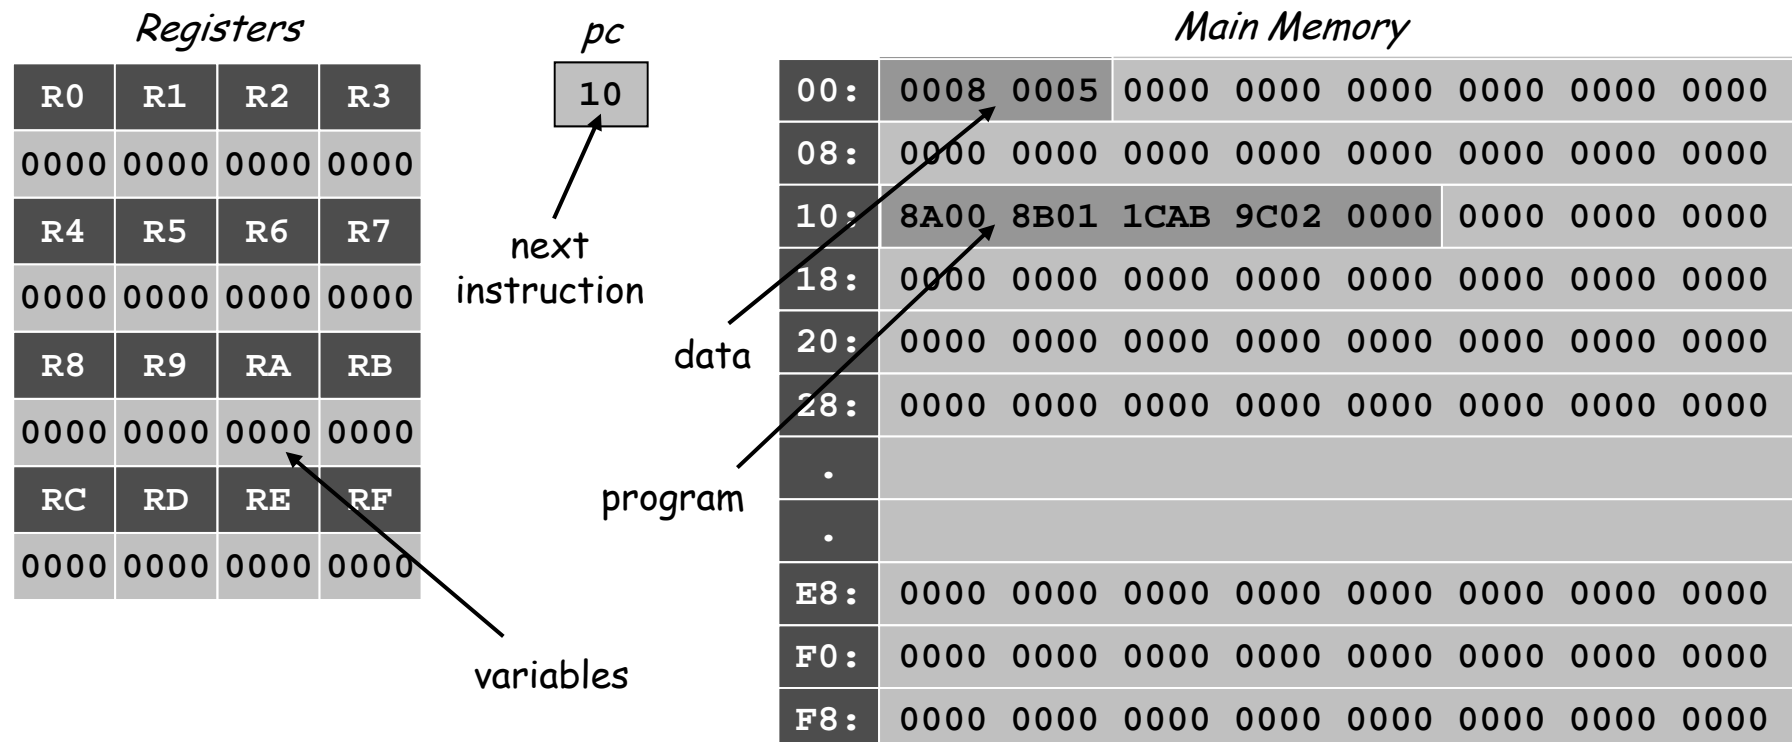 Registers
R0 R1 R2 R3
0000 0000 0000 0000
R4 R5 R6 R7
0000 0000 0000 0000
R8 R9 RA RB
0000 0000 0000 0000
RC RD RE RF
0000 0000 0000 0000
variables
pc
10
next
instruction
Main Memory
00: 0008 0005 0000 0000 0000 0000 0000 0000
08: 0000 0000 0000 0000 0000 0000 0000 0000
10: 8A00 8B01 1CAB 9C02 0000 0000 0000 0000
18: 0000 0000 0000 0000 0000 0000 0000 0000
20: 0000 0000 0000 0000 0000 0000 0000 0000
28: 0000 0000 0000 0000 0000 0000 0000 0000
.
.
E8: 0000 0000 0000 0000 0000 0000 0000 0000
F0: 0000 0000 0000 0000 0000 0000 0000 0000
F8: 0000 0000 0000 0000 0000 0000 0000 0000
data
program